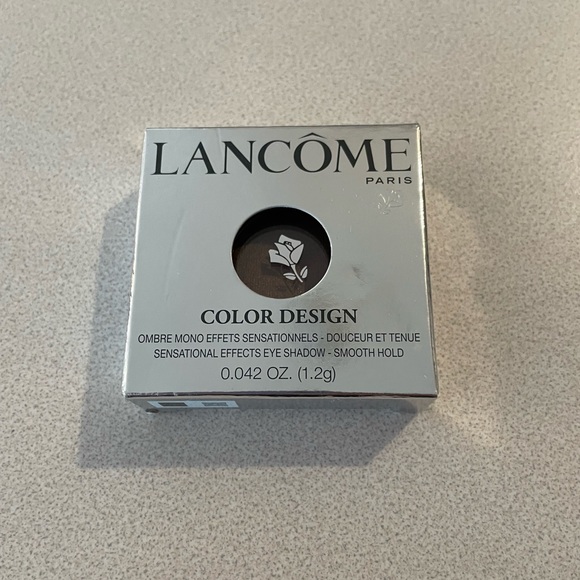 LANCÔME
PARIS
COLOR DESIGN
OMBRE MONO EFFETS SENSATIONNELS - DOUCEUR ET TENUE
SENSATIONAL EFFECTS EYE SHADOW - SMOOTH HOLD
0.042 OZ. (1.2g)